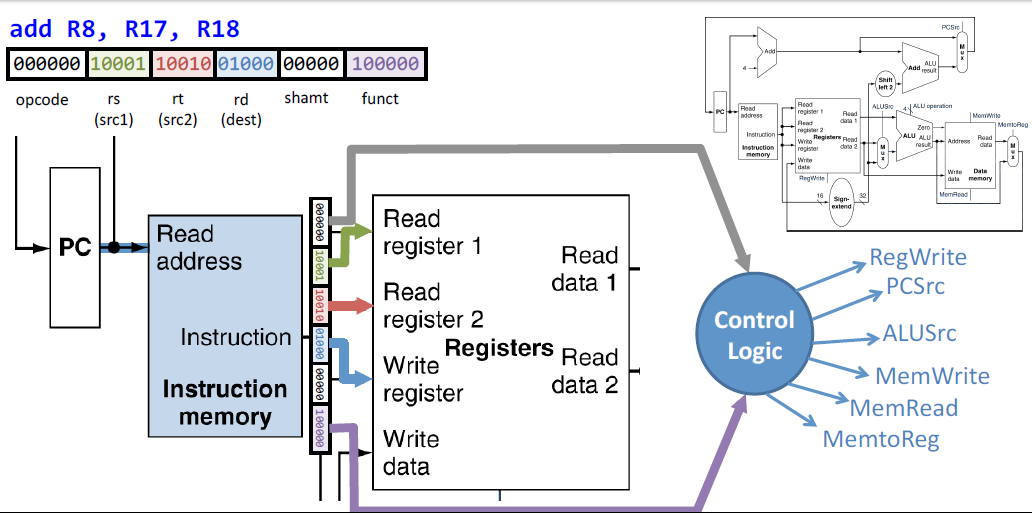 add R8, R17, R18
000000 10001 10010 01000 00000 100000
opcode rs rt rd shamt funct
(src1) (src2) (dest)
PC
Read
address
Instruction
Instruction
memory
000000
10001
10010
01000
00000
100000
Read
register 1
Read
register 2
Write
register
Write
data
Registers
Read
data 1
Read
data 2
Control
Logic
RegWrite
PCSrc
ALUSrc
MemWrite
MemRead
MemtoReg
PCSrc
Add
4
Add
ALU
result
M
u
x
Shift
left 2
PC
Read
address
Instruction
Instruction
memory
Read
register 1
Read
register 2
Write
register
Write
data
Registers
Read
data 1
Read
data 2
RegWrite
ALUSrc
M
u
x
4
ALU operation
Zero
ALU
ALU
result
MemWrite
Address
Read
data
Write
data
Data
memory
MemRead
MemtoReg
M
u
x
16
Sign-
extend
32